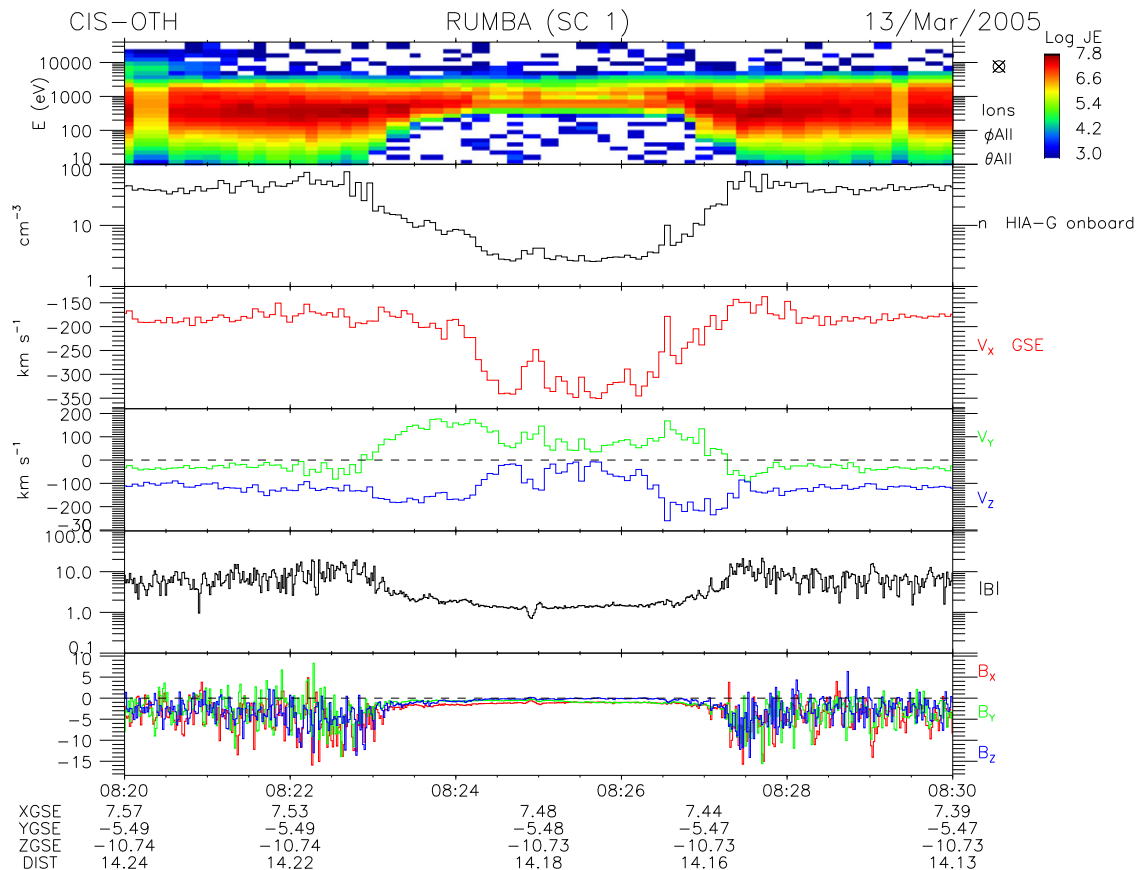 CIS-OTH RUMBA (SC 1) 13/Mar/2005
Log JE
7.8
6.6
5.4
4.2
3.0
E (eV)
10000
1000
100
10
⊗
Ions
φAll
θAll
cm⁻³
100
10
1
n HIA-G onboard
km s⁻¹
−150
−200
−250
−300
−350
Vx GSE
km s⁻¹
200
100
0
−100
−200
−30
VY
VZ
100.0
10.0
1.0
0.1
|B|
10
5
0
−5
−10
−15
BX
BY
BZ
08:20 08:22 08:24 08:26 08:28 08:30
XGSE 7.57 7.53 7.48 7.44 7.39
YGSE −5.49 −5.49 −5.48 −5.47 −5.47
ZGSE −10.74 −10.74 −10.73 −10.73 −10.73
DIST 14.24 14.22 14.18 14.16 14.13